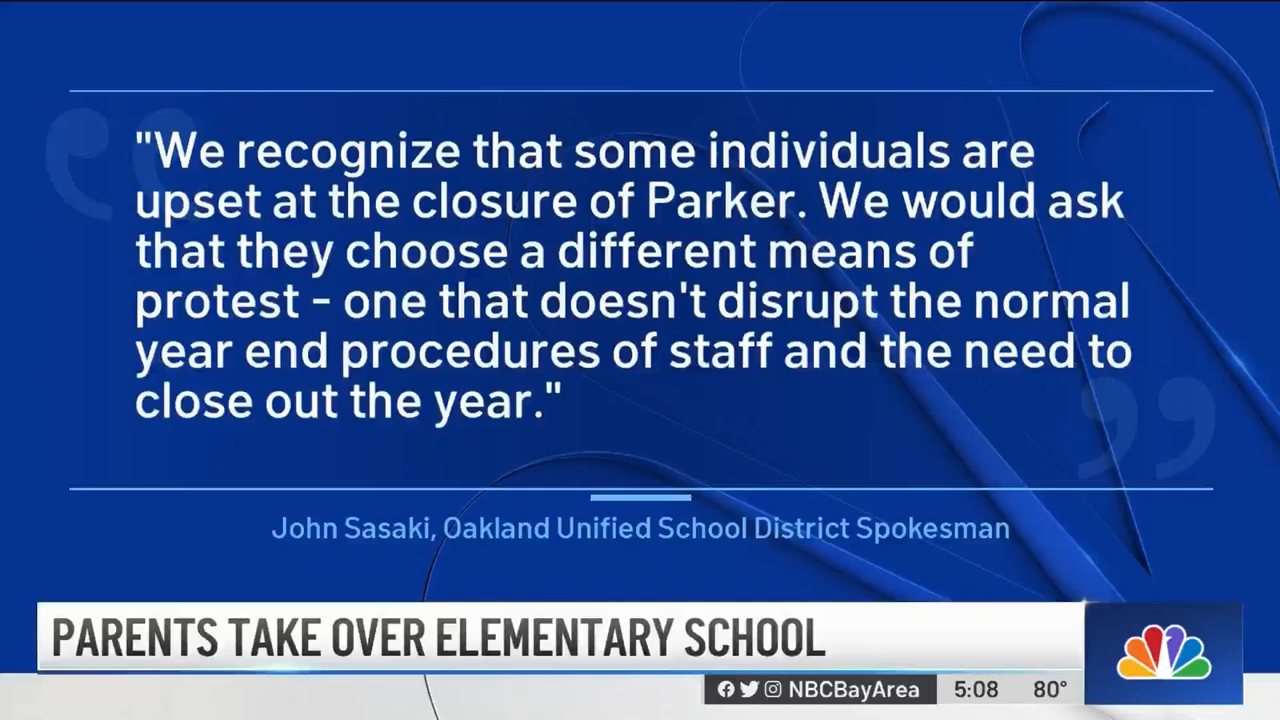 "We recognize that some individuals are
upset at the closure of Parker. We would ask
that they choose a different means of
protest - one that doesn't disrupt the normal
year end procedures of staff and the need to
close out the year."
John Sasaki, Oakland Unified School District Spokesman
PARENTS TAKE OVER ELEMENTARY SCHOOL
NBCBayArea 5:08 80°